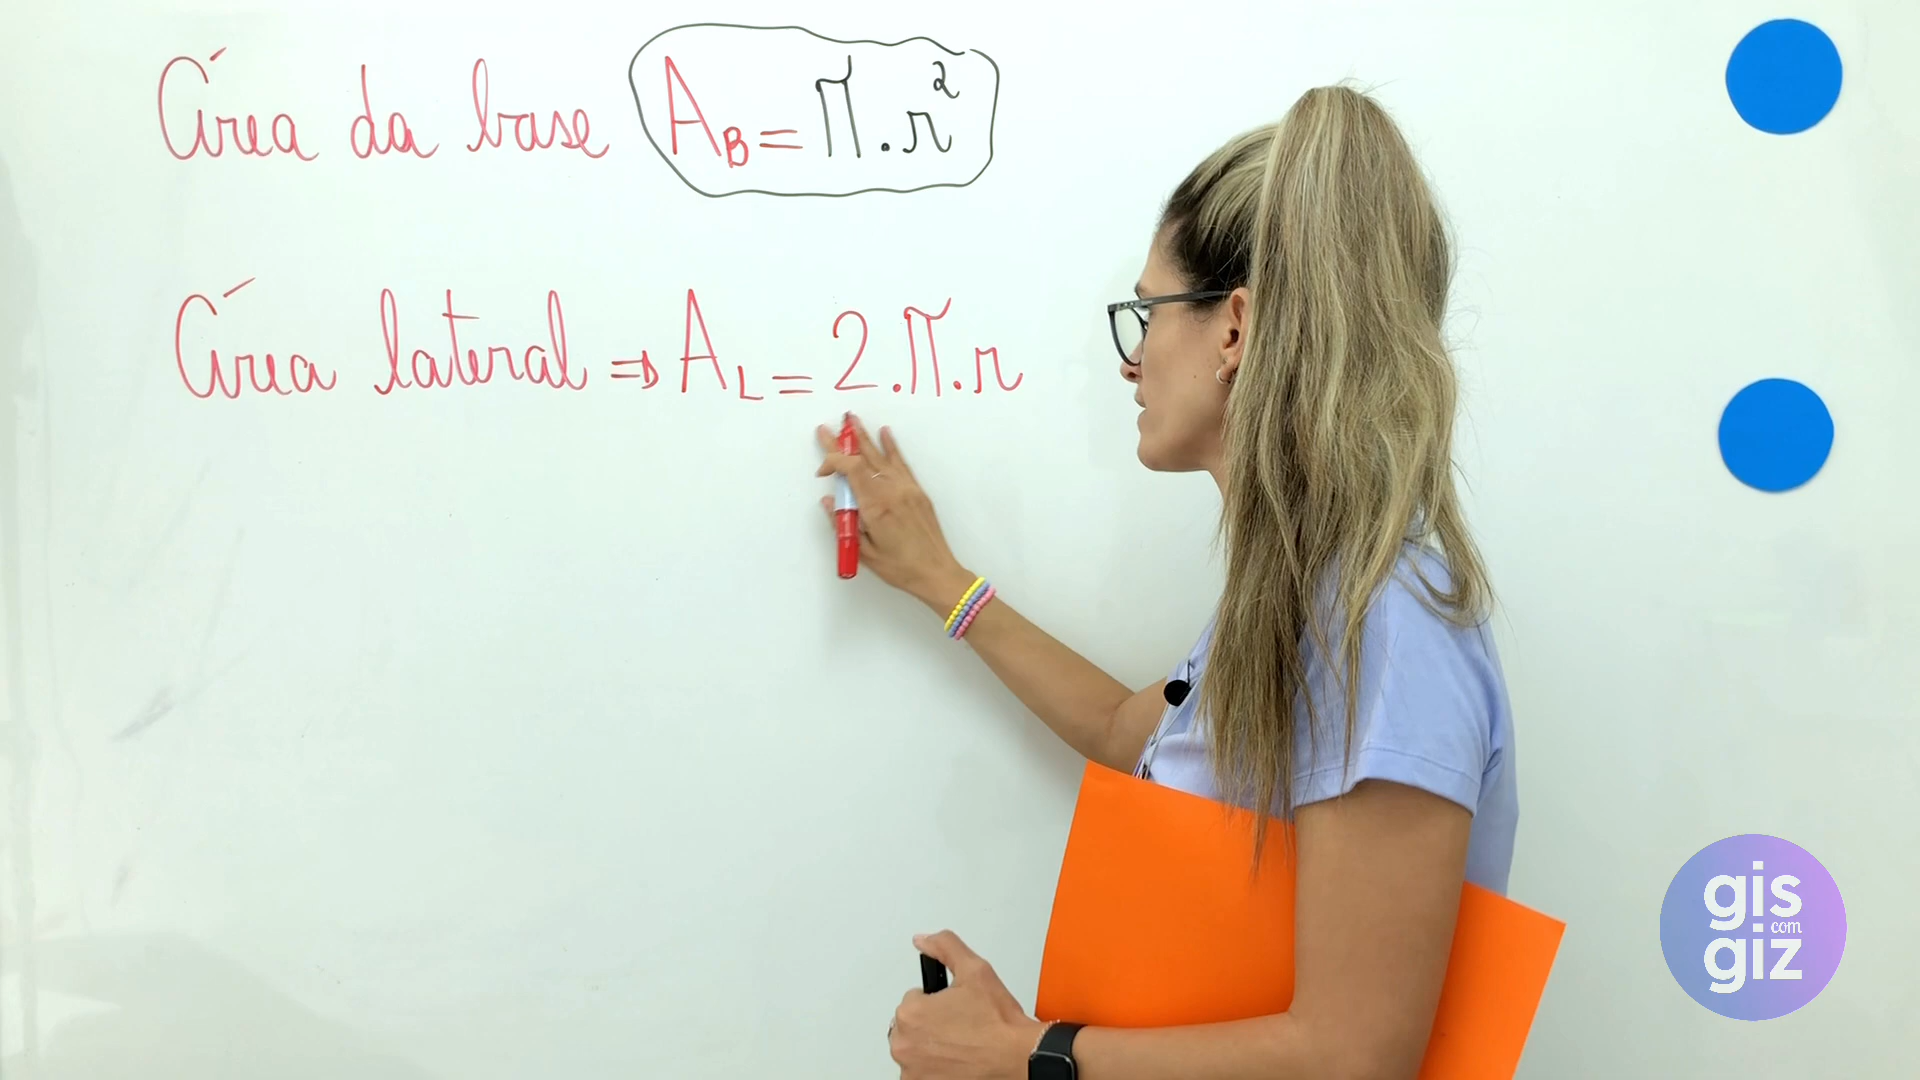 Área da base A_B = π.r²
Área lateral ⇒ A_L = 2.π.r
gis
com
giz